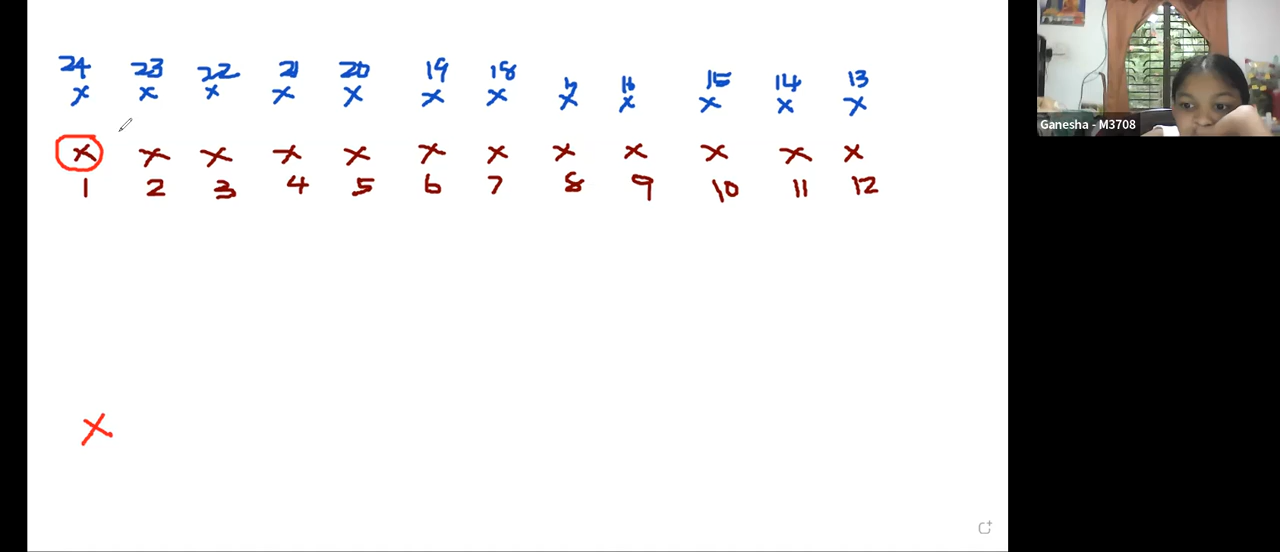 24 23 22 21 20 19 18 17 16 15 14 13
x x x x x x x x x x x x
x x x x x x x x x x x x
1 2 3 4 5 6 7 8 9 10 11 12
x
Ganesha - M3708